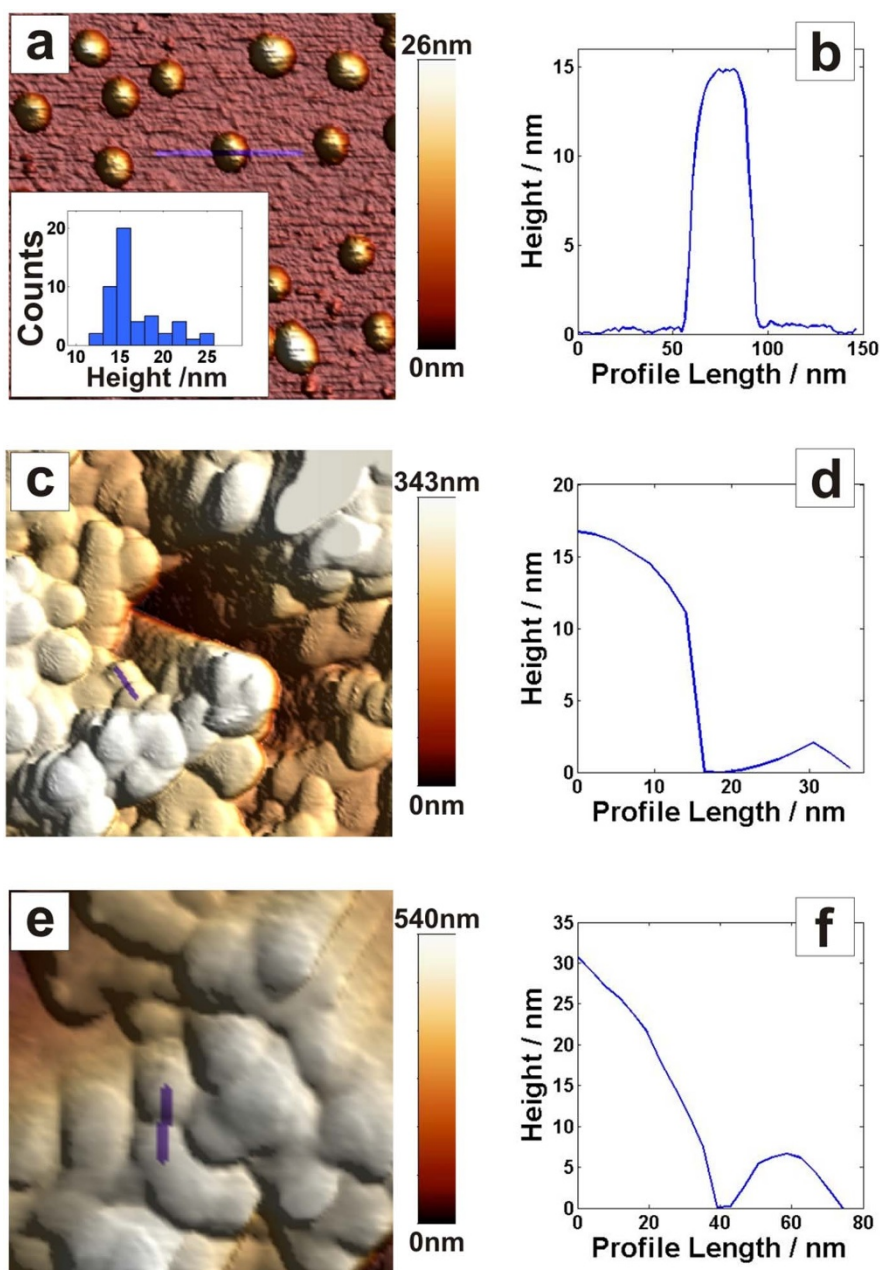 a
26nm
0nm
20
10
0
Counts
10 15 20 25
Height /nm
b
15
10
5
0
Height / nm
0 50 100 150
Profile Length / nm
c
343nm
0nm
d
20
15
10
5
0
Height / nm
0 10 20 30
Profile Length / nm
e
540nm
0nm
f
35
30
25
20
15
10
5
0
Height / nm
0 20 40 60 80
Profile Length / nm